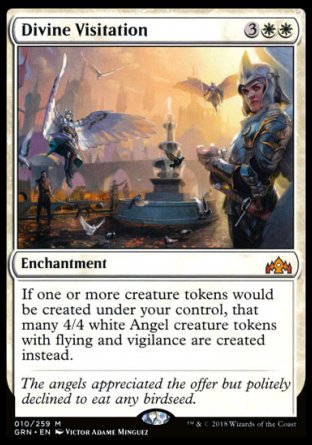 Divine Visitation 3
Enchantment
If one or more creature tokens would
be created under your control, that
many 4/4 white Angel creature tokens
with flying and vigilance are created
instead.
The angels appreciated the offer but politely
declined to eat any birdseed.
010/259 M
GRN • EN Victor Adame Minguez
™ & © 2018 Wizards of the Coast